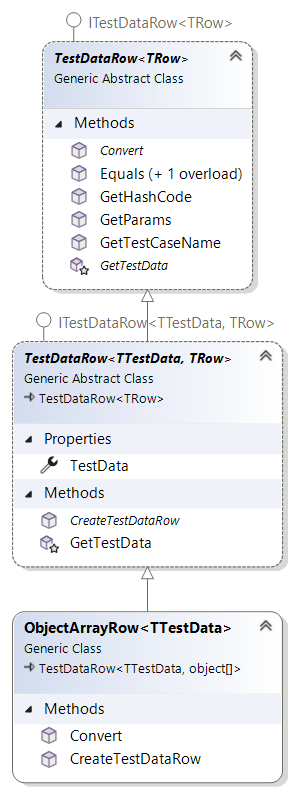 ITestDataRow<TRow>
TestDataRow<TRow>
Generic Abstract Class
Methods
Convert
Equals (+ 1 overload)
GetHashCode
GetParams
GetTestCaseName
GetTestData
ITestDataRow<TTestData, TRow>
TestDataRow<TTestData, TRow>
Generic Abstract Class
TestDataRow<TRow>
Properties
TestData
Methods
CreateTestDataRow
GetTestData
ObjectArrayRow<TTestData>
Generic Class
TestDataRow<TTestData, object[]>
Methods
Convert
CreateTestDataRow